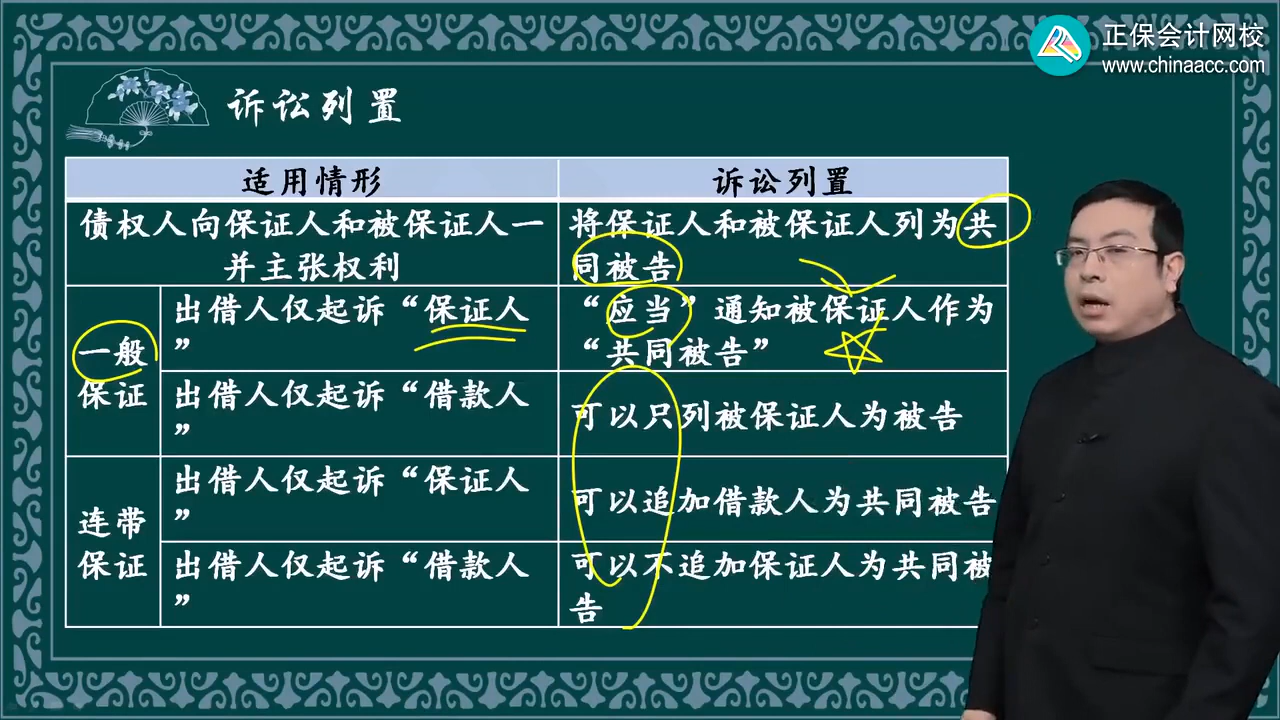 正保会计网校
www.chinaacc.com
诉讼列置
适用情形
诉讼列置
债权人向保证人和被保证人一
并主张权利
将保证人和被保证人列为共
同被告
一般
保证
出借人仅起诉“保证人
”
“应当”通知被保证人作为
“共同被告”
出借人仅起诉“借款人
”
可以只列被保证人为被告
连带
保证
出借人仅起诉“保证人
”
可以追加借款人为共同被告
出借人仅起诉“借款人
”
可以不追加保证人为共同被
告